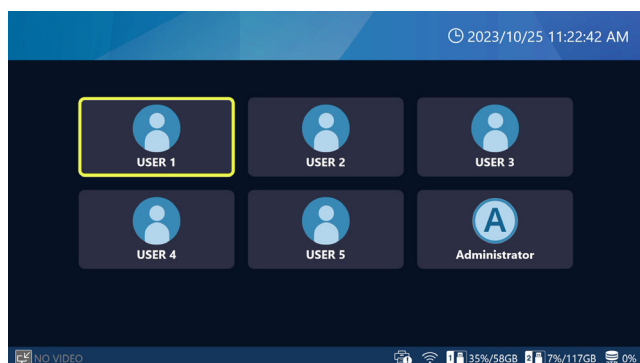 2023/10/25 11:22:42 AM
USER 1
USER 2
USER 3
USER 4
USER 5
A
Administrator
NO VIDEO
1 35%/58GB 2 7%/117GB 0%